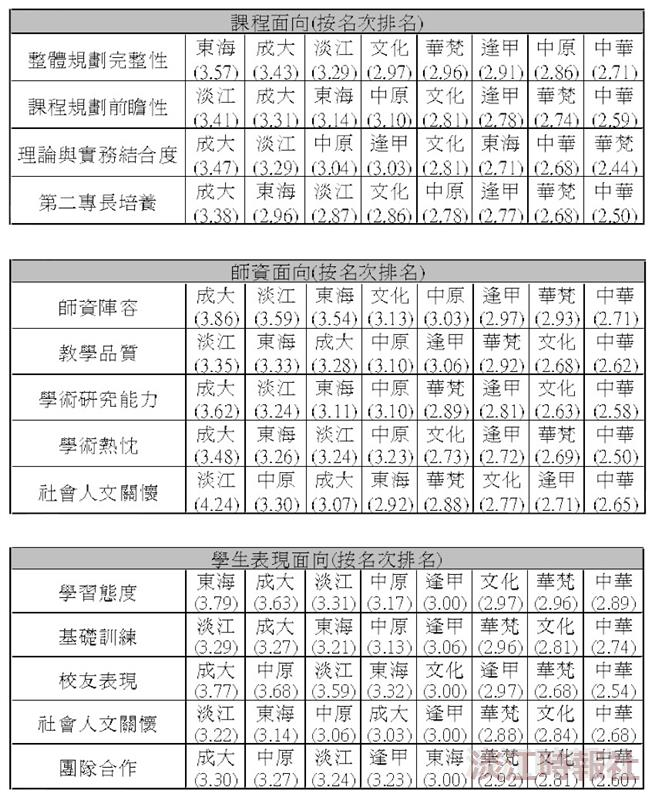 課程面向(按名次排名)
整體規劃完整性 東海 成大 淡江 文化 華梵 逢甲 中原 中華
(3.57) (3.43) (3.29) (2.97) (2.96) (2.91) (2.86) (2.71)
課程規劃前瞻性 淡江 成大 東海 中原 文化 逢甲 華梵 中華
(3.41) (3.31) (3.14) (3.10) (2.81) (2.78) (2.74) (2.59)
理論與實務結合度 成大 淡江 中原 逢甲 文化 東海 中華 華梵
(3.47) (3.29) (3.04) (3.03) (2.81) (2.71) (2.68) (2.44)
第二專長培養 成大 東海 淡江 文化 中原 逢甲 華梵 中華
(3.38) (2.96) (2.87) (2.86) (2.78) (2.77) (2.68) (2.50)
師資面向(按名次排名)
師資陣容 成大 淡江 東海 文化 中原 逢甲 華梵 中華
(3.86) (3.59) (3.54) (3.13) (3.03) (2.97) (2.93) (2.71)
教學品質 淡江 東海 成大 中原 逢甲 華梵 文化 中華
(3.35) (3.33) (3.28) (3.10) (3.06) (2.92) (2.68) (2.62)
學術研究能力 成大 淡江 東海 中原 華梵 逢甲 文化 中華
(3.62) (3.24) (3.11) (3.10) (2.89) (2.81) (2.63) (2.58)
學術熱忱 成大 東海 淡江 中原 文化 逢甲 華梵 中華
(3.48) (3.26) (3.24) (3.23) (2.73) (2.72) (2.69) (2.50)
社會人文關懷 淡江 中原 成大 東海 華梵 文化 逢甲 中華
(4.24) (3.30) (3.07) (2.92) (2.88) (2.77) (2.71) (2.65)
學生表現面向(按名次排名)
學習態度 東海 成大 淡江 中原 逢甲 文化 華梵 中華
(3.79) (3.63) (3.31) (3.17) (3.00) (2.97) (2.96) (2.89)
基礎訓練 淡江 成大 東海 中原 逢甲 華梵 文化 中華
(3.29) (3.27) (3.21) (3.13) (3.06) (2.96) (2.81) (2.74)
校友表現 成大 中原 淡江 東海 文化 逢甲 華梵 中華
(3.77) (3.68) (3.59) (3.32) (3.00) (2.97) (2.68) (2.54)
社會人文關懷 淡江 東海 中原 成大 逢甲 華梵 文化 中華
(3.22) (3.14) (3.06) (3.03) (3.00) (2.88) (2.84) (2.68)
團隊合作 成大 中原 淡江 逢甲 東海 華梵 文化 中華
(3.30) (3.27) (3.24) (3.23) (3.00) (2.92) (2.81) (2.60)
淡江時報社